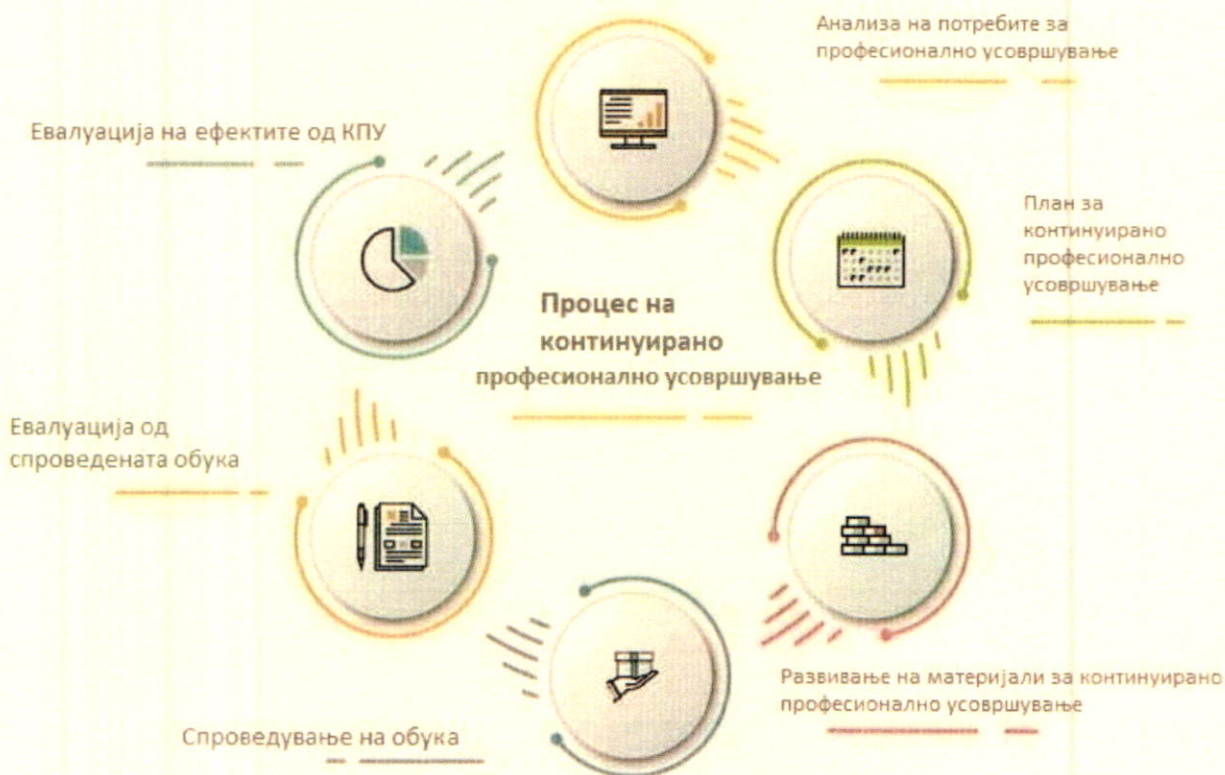 Анализа на потребите за
професионално усовршување
Евалуација на ефектите од КПУ
План за
континуирано
професионално
усовршување
Процес на
континуирано
професионално усовршување
Евалуација од
спроведената обука
Развивање на материјали за континуирано
професионално усовршување
Спроведување на обука